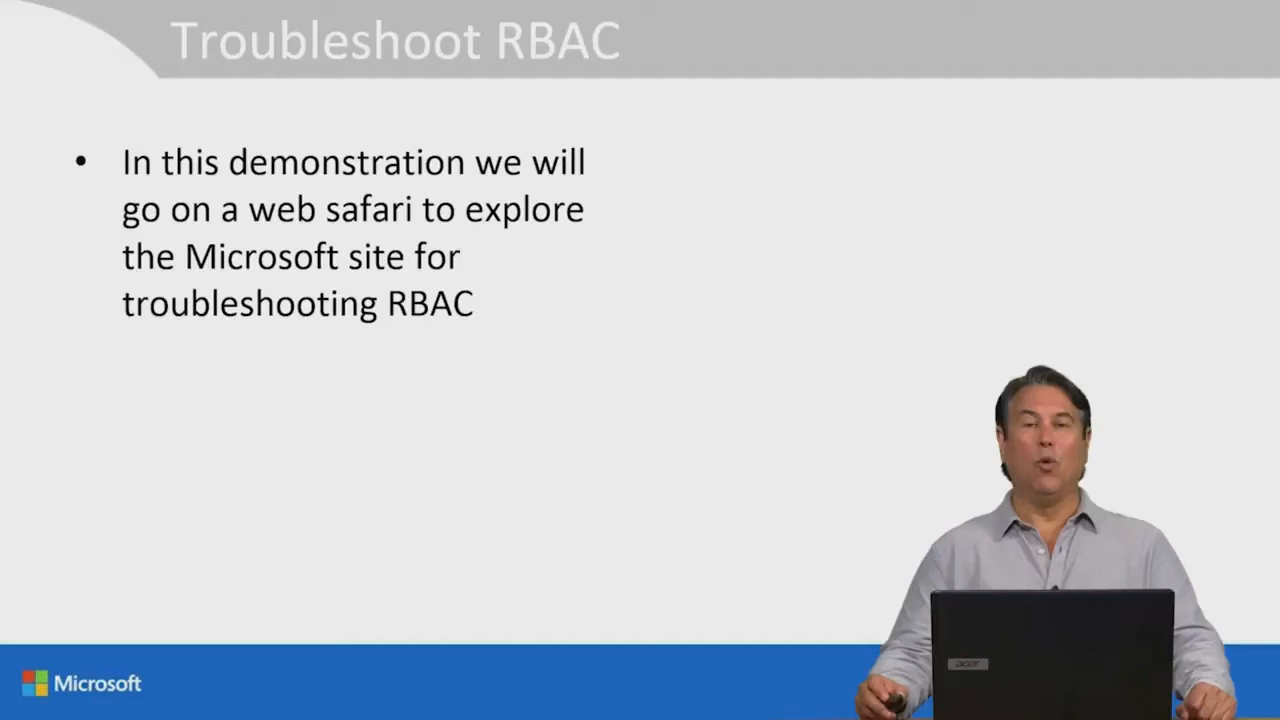 Troubleshoot RBAC
• In this demonstration we will
go on a web safari to explore
the Microsoft site for
troubleshooting RBAC
acer
Microsoft